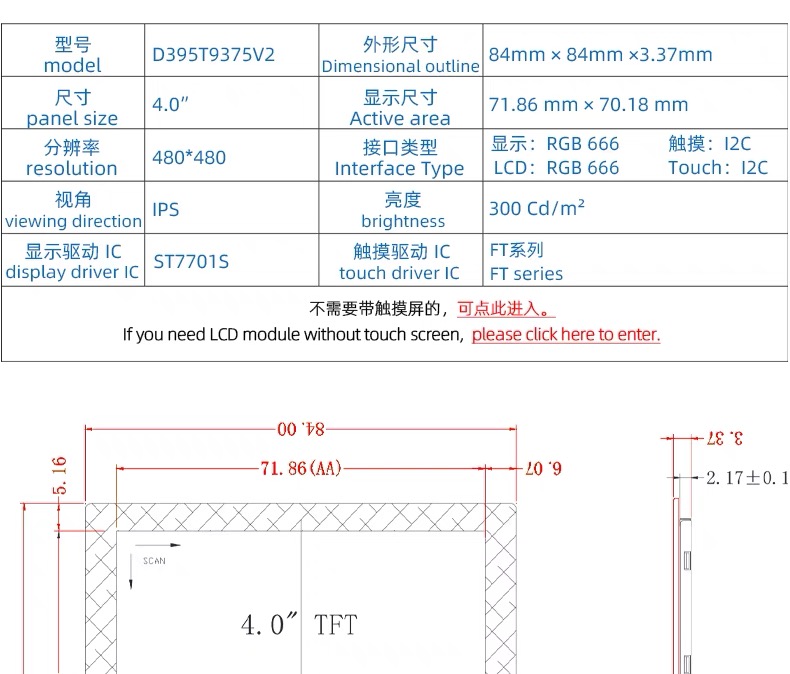 型号
model
D395T9375V2
外形尺寸
Dimensional outline
84mm × 84mm ×3.37mm
尺寸
panel size
4.0″
显示尺寸
Active area
71.86 mm × 70.18 mm
分辨率
resolution
480*480
接口类型
Interface Type
显示：RGB 666 触摸：I2C
LCD：RGB 666 Touch：I2C
视角
viewing direction
IPS
亮度
brightness
300 Cd/m²
显示驱动 IC
display driver IC
ST7701S
触摸驱动 IC
touch driver IC
FT系列
FT series
不需要带触摸屏的，可点此进入。
If you need LCD module without touch screen, please click here to enter.
84.00
3.37
5.16
71.86(AA)
6.07
2.17±0.1
SCAN
4.0″ TFT